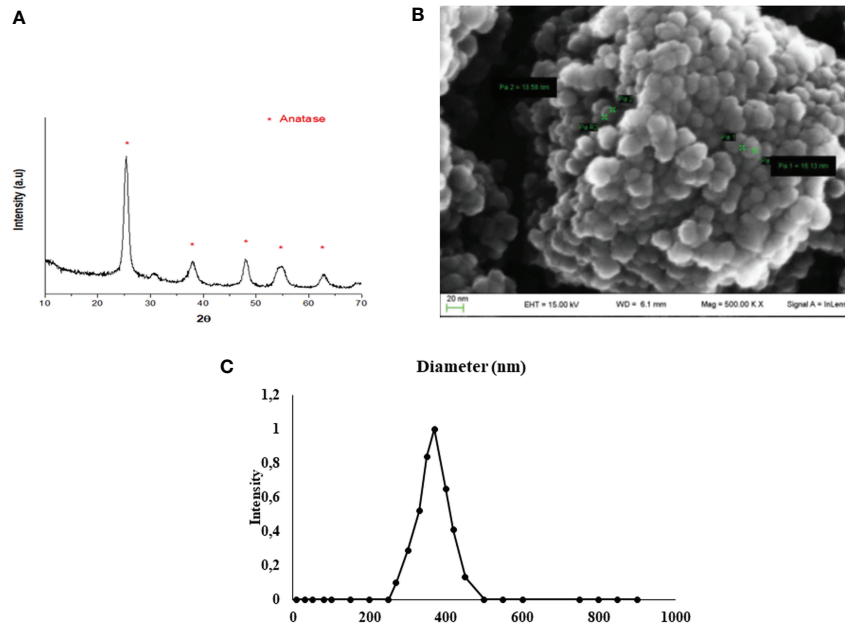 A
* Anatase
Intensity (a.u)
10 20 30 40 50 60 70
2Θ
B
Pa 2 = 13.58 nm
Pa 1
Pa 1 = 16.13 nm
20 nm
EHT = 15.00 kV WD = 6.1 mm Mag = 500.00 K X Signal A = InLens
C
Diameter (nm)
Intensity
1,2
1
0,8
0,6
0,4
0,2
0
0 200 400 600 800 1000